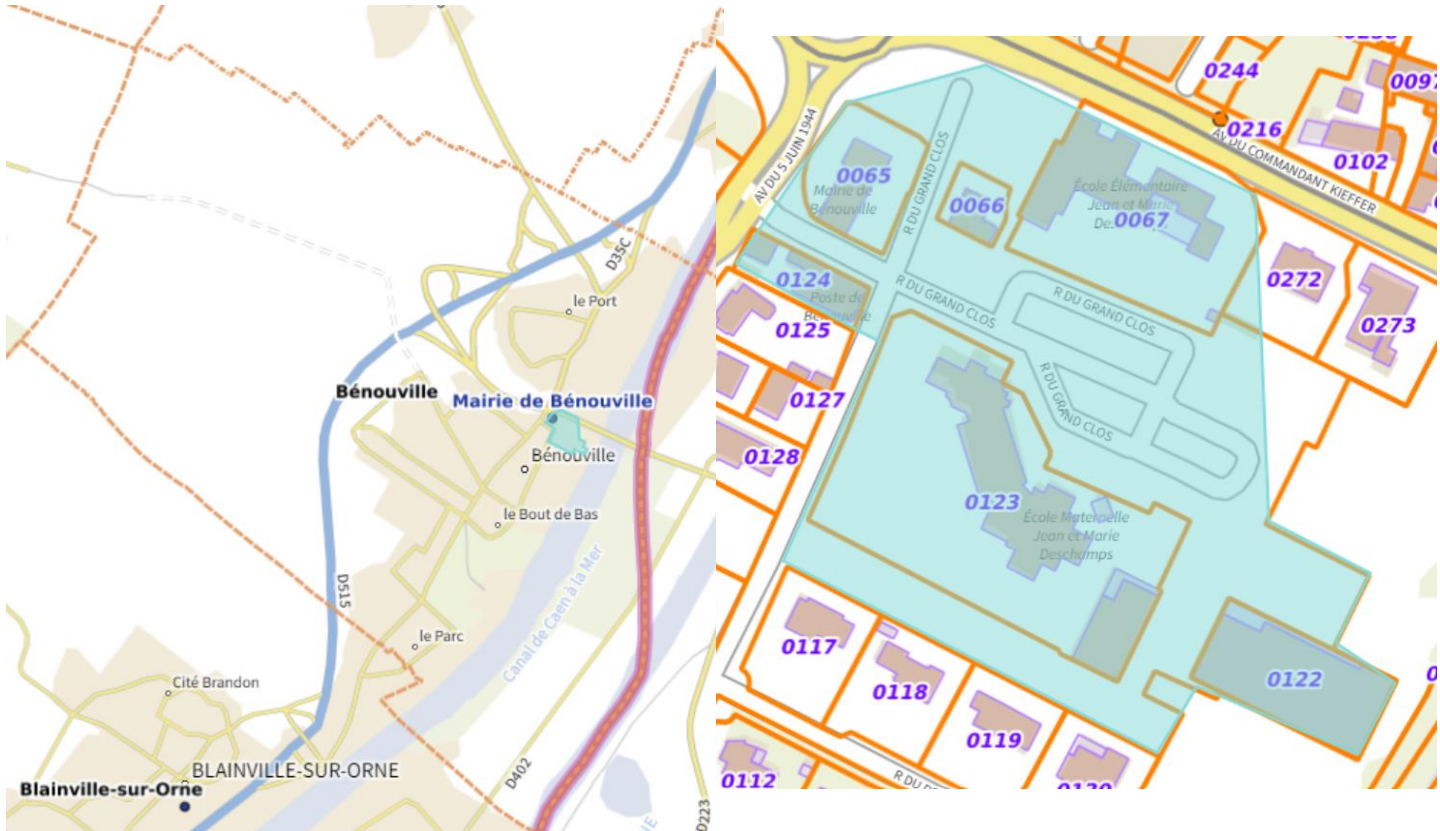 D35C
le Port
Bénouville
Mairie de Bénouville
Bénouville
le Bout de Bas
D515
Canal de Caen à la Mer
le Parc
Cité Brandon
BLAINVILLE-SUR-ORNE
Blainville-sur-Orne
D402
D223
0244
0097
0216
AV DU COMMANDANT KIEFFER
0102
AV DU 5 JUIN 1944
0065
Mairie de
Bénouville
R DU GRAND CLOS
0066
École Élémentaire
Jean et Marie
0067
0272
0273
0124
Poste de
R DU GRAND CLOS
R DU GRAND CLOS
0125
0127
R DU GRAND CLOS
0128
0123
École Maternelle
Jean et Marie
Deschamps
0117
0118
0119
0122
0112